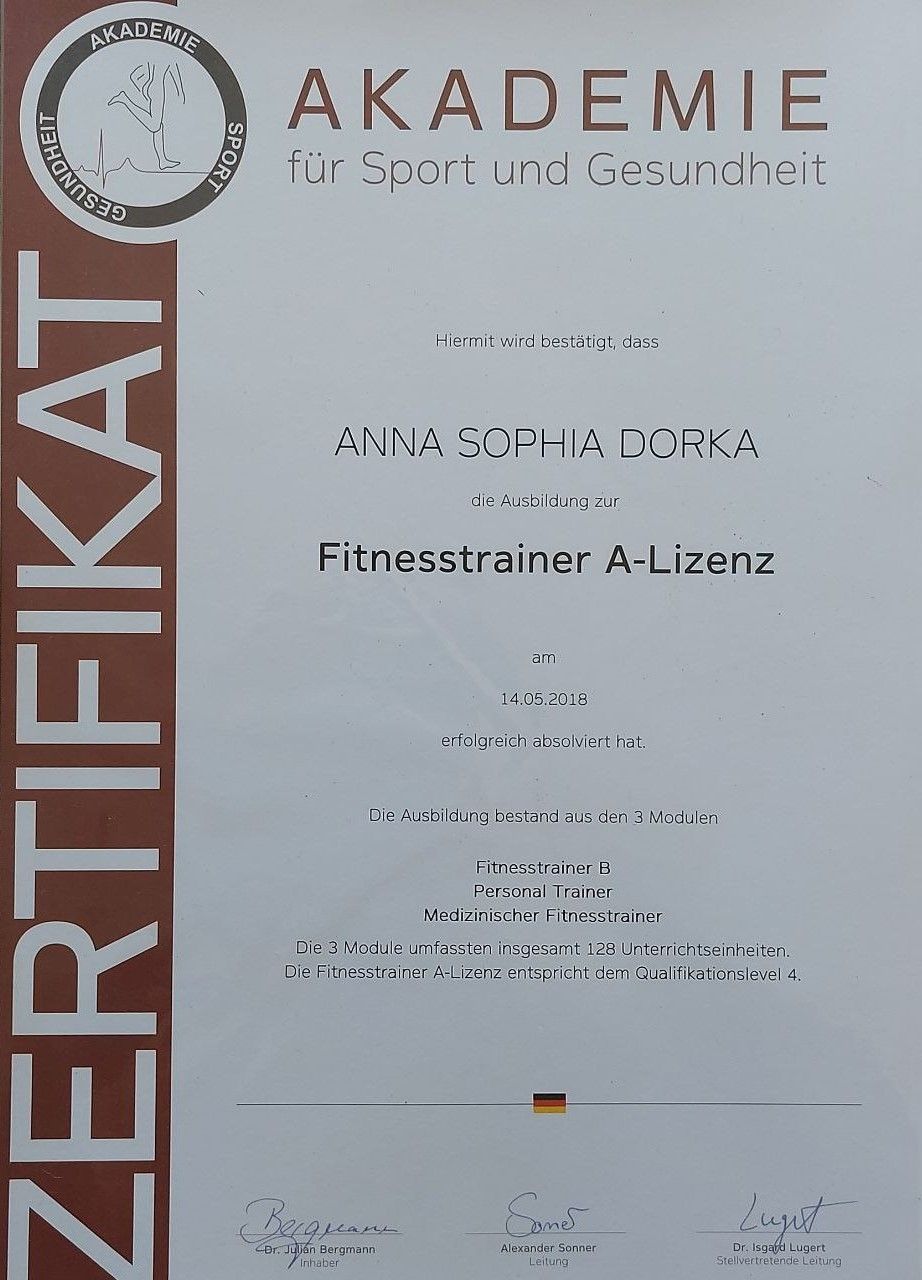 AKADEMIE
SPORT
GESUNDHEIT
AKADEMIE
für Sport und Gesundheit
ZERTIFIKAT
Hiermit wird bestätigt, dass
ANNA SOPHIA DORKA
die Ausbildung zur
Fitnesstrainer A-Lizenz
am
14.05.2018
erfolgreich absolviert hat.
Die Ausbildung bestand aus den 3 Modulen
Fitnesstrainer B
Personal Trainer
Medizinischer Fitnesstrainer
Die 3 Module umfassten insgesamt 128 Unterrichtseinheiten.
Die Fitnesstrainer A-Lizenz entspricht dem Qualifikationslevel 4.
Bergmann Sonner Lugert
Dr. Julian Bergmann Alexander Sonner Dr. Isgard Lugert
Inhaber Leitung Stellvertretende Leitung